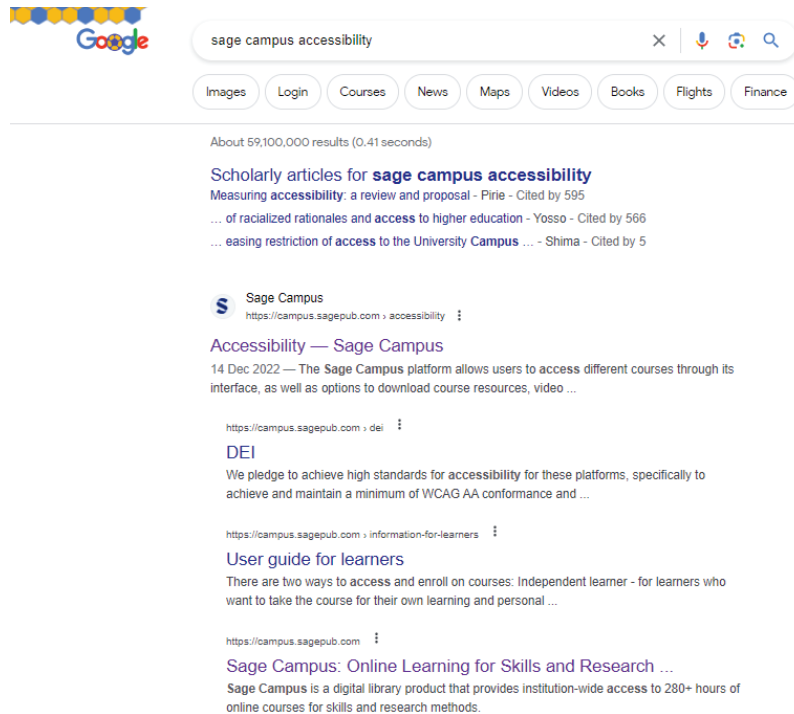 Google
sage campus accessibility
Images Login Courses News Maps Videos Books Flights Finance
About 59,100,000 results (0.41 seconds)
Scholarly articles for sage campus accessibility
Measuring accessibility: a review and proposal - Pirie - Cited by 595
... of racialized rationales and access to higher education - Yosso - Cited by 566
... easing restriction of access to the University Campus ... - Shima - Cited by 5
S
Sage Campus
https://campus.sagepub.com › accessibility
Accessibility — Sage Campus
14 Dec 2022 — The Sage Campus platform allows users to access different courses through its
interface, as well as options to download course resources, video ...
https://campus.sagepub.com › dei
DEI
We pledge to achieve high standards for accessibility for these platforms, specifically to
achieve and maintain a minimum of WCAG AA conformance and ...
https://campus.sagepub.com › information-for-learners
User guide for learners
There are two ways to access and enroll on courses: Independent learner - for learners who
want to take the course for their own learning and personal ...
https://campus.sagepub.com
Sage Campus: Online Learning for Skills and Research ...
Sage Campus is a digital library product that provides institution-wide access to 280+ hours of
online courses for skills and research methods.